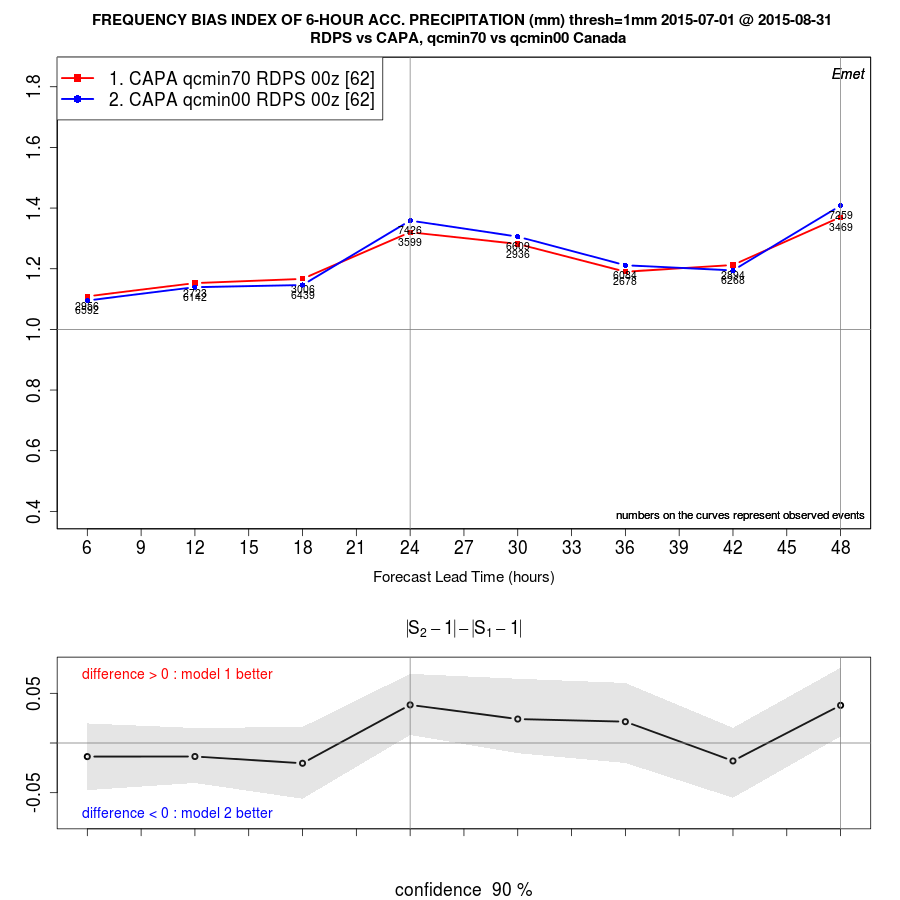 FREQUENCY BIAS INDEX OF 6-HOUR ACC. PRECIPITATION (mm) thresh=1mm 2015-07-01 @ 2015-08-31
RDPS vs CAPA, qcmin70 vs qcmin00 Canada
1. CAPA qcmin70 RDPS 00z [62]
2. CAPA qcmin00 RDPS 00z [62]
Emet
1.8
1.6
1.4
1.2
1.0
0.8
0.6
0.4
6592
6142
3006
6439
7426
3599
2936
2678
6268
7259
3469
numbers on the curves represent observed events
6 9 12 15 18 21 24 27 30 33 36 39 42 45 48
Forecast Lead Time (hours)
|S2 − 1| − |S1 − 1|
difference > 0 : model 1 better
0.05
-0.05
difference < 0 : model 2 better
confidence 90 %